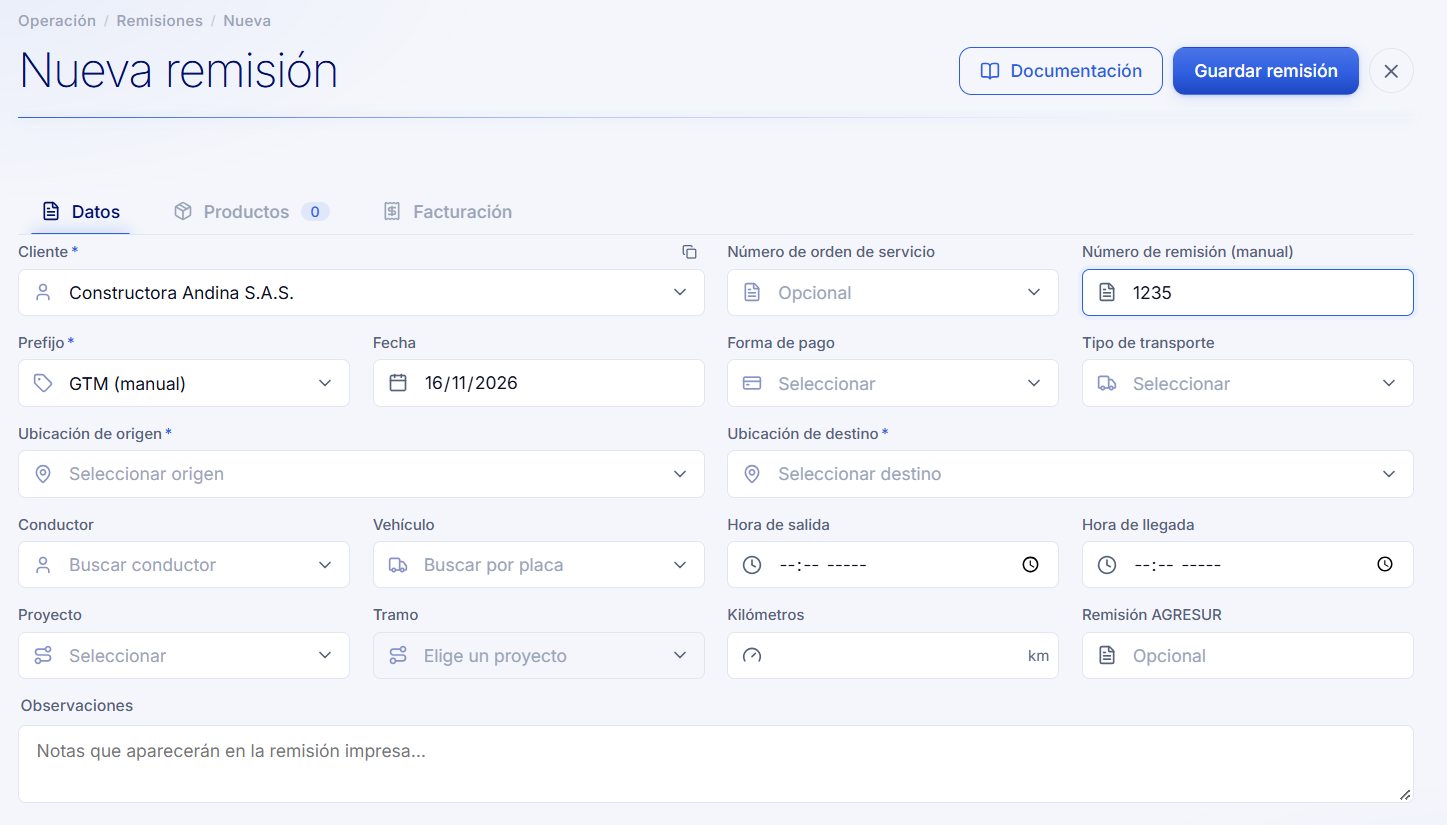 Operación / Remisiones / Nueva
Nueva remisión
Documentación
Guardar remisión
Datos
Productos 0
Facturación
Cliente *
Número de orden de servicio
Número de remisión (manual)
Constructora Andina S.A.S.
Opcional
1235
Prefijo *
Fecha
Forma de pago
Tipo de transporte
GTM (manual)
16/11/2026
Seleccionar
Seleccionar
Ubicación de origen *
Ubicación de destino *
Seleccionar origen
Seleccionar destino
Conductor
Vehículo
Hora de salida
Hora de llegada
Buscar conductor
Buscar por placa
--:-- -----
--:-- -----
Proyecto
Tramo
Kilómetros
Remisión AGRESUR
Seleccionar
Elige un proyecto
km
Opcional
Observaciones
Notas que aparecerán en la remisión impresa...